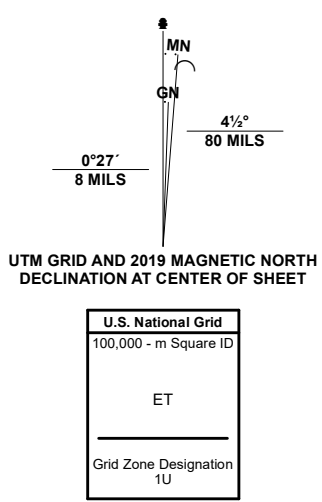 MN
GN
4½°
80 MILS
0°27´
8 MILS
UTM GRID AND 2019 MAGNETIC NORTH
DECLINATION AT CENTER OF SHEET
U.S. National Grid
100,000 - m Square ID
ET
Grid Zone Designation
1U